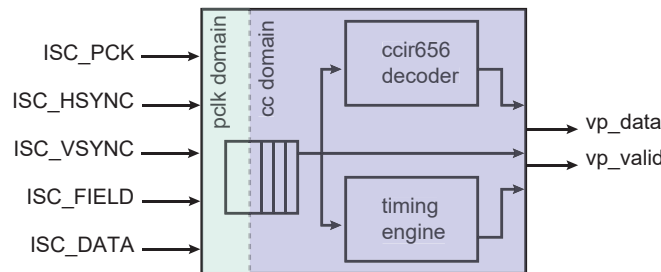 ISC_PCK
ISC_HSYNC
ISC_VSYNC
ISC_FIELD
ISC_DATA
pclk domain
cc domain
ccir656
decoder
timing
engine
vp_data
vp_valid